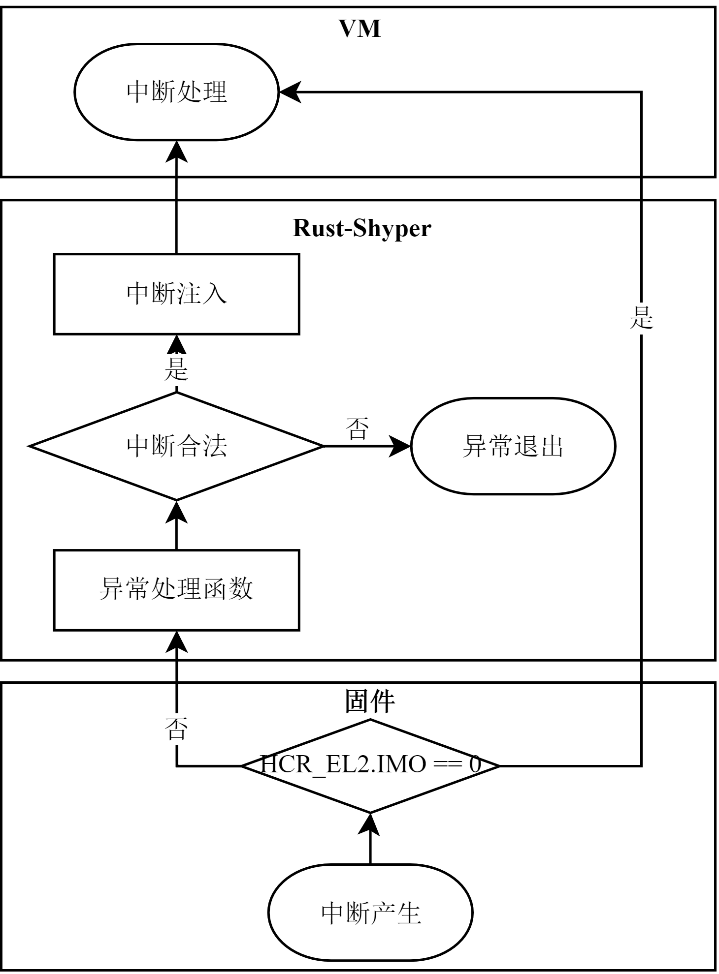 VM
中断处理
Rust-Shyper
中断注入
是
是
中断合法
否
异常退出
异常处理函数
固件
否
HCR_EL2.IMO == 0
中断产生